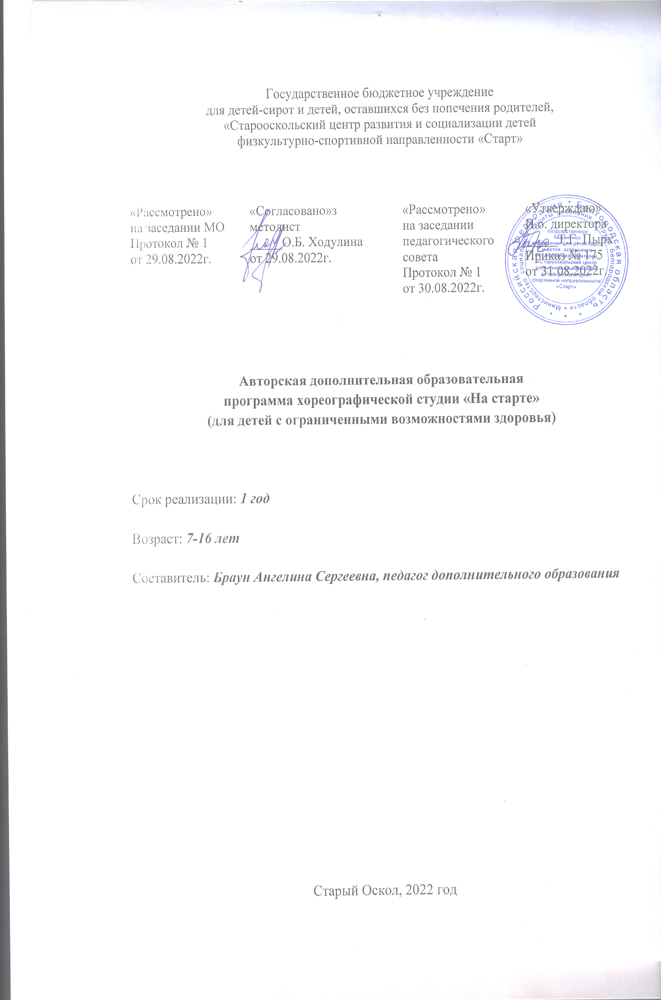 Государственное бюджетное учреждение
для детей-сирот и детей, оставшихся без попечения родителей,
«Старооскольский центр развития и социализации детей
физкультурно-спортивной направленности «Старт»
«Рассмотрено»
на заседании МО
Протокол № 1
от 29.08.2022г.
«Согласовано»з
методист
О.Б. Ходулина
от 29.08.2022г.
«Рассмотрено»
на заседании
педагогического
совета
Протокол № 1
от 30.08.2022г.
«Утверждаю»
И.о. директора
Т.Г. Пырх
Приказ № 175
от 31.08.2022г.
Российская Федерация * Белгородская область
Министерство социальной защиты населения и труда Белгородской области
государственное
бюджетное
учреждение для детей-сирот
и детей, оставшихся
без попечения родителей
«Старооскольский центр
развития и социализации
детей физкультурно-
спортивной направленности
«Старт»
Авторская дополнительная образовательная
программа хореографической студии «На старте»
(для детей с ограниченными возможностями здоровья)
Срок реализации: 1 год
Возраст: 7-16 лет
Составитель: Браун Ангелина Сергеевна, педагог дополнительного образования
Старый Оскол, 2022 год